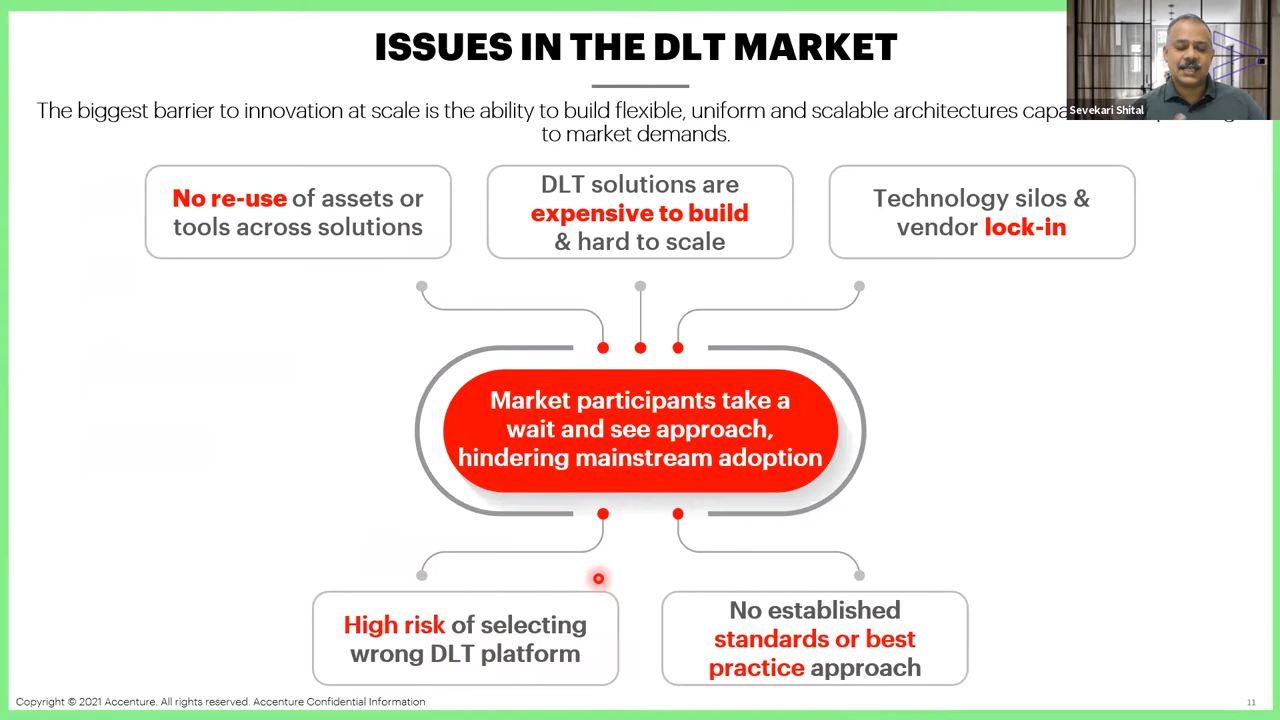 ISSUES IN THE DLT MARKET
The biggest barrier to innovation at scale is the ability to build flexible, uniform and scalable architectures
to market demands.
Sevekari Shital
No re-use of assets or
tools across solutions
DLT solutions are
expensive to build
& hard to scale
Technology silos &
vendor lock-in
Market participants take a
wait and see approach,
hindering mainstream adoption
High risk of selecting
wrong DLT platform
No established
standards or best
practice approach
Copyright © 2021 Accenture. All rights reserved. Accenture Confidential Information
11